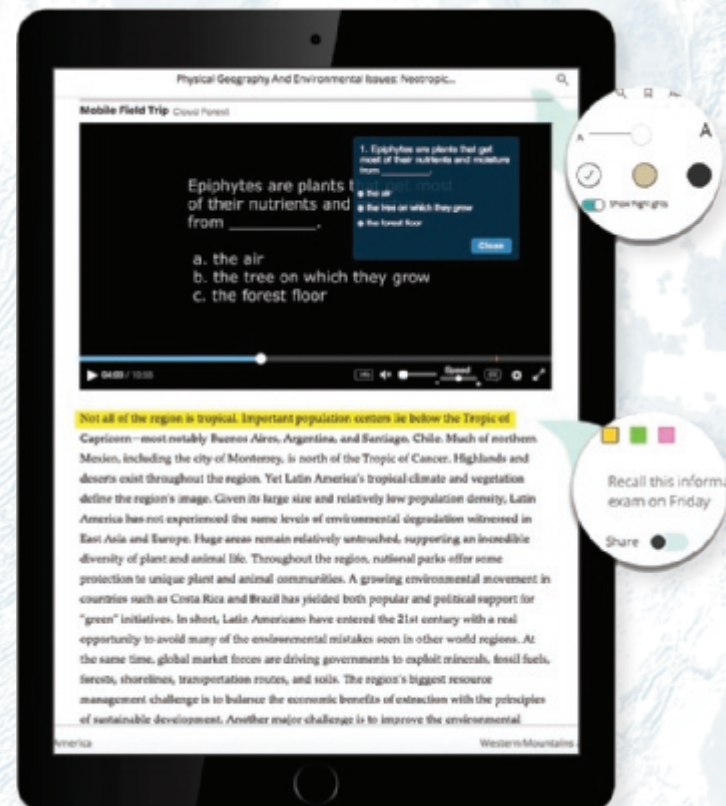 Physical Geography And Environmental Issues: Neotropic...
Mobile Field Trip Cloud Forest
Epiphytes are plants that get most
of their nutrients and
from __________.
a. the air
b. the tree on which they grow
c. the forest floor
1. Epiphytes are plants that get
most of their nutrients and moisture
from __________.
the air
the tree on which they grow
the forest floor
Close
04:00 / 10:55
Speed
CC
A A
Show highlights
Not all of the region is tropical. Important population centers lie below the Tropic of
Capricorn—most notably Buenos Aires, Argentina, and Santiago, Chile. Much of northern
Mexico, including the city of Monterrey, is north of the Tropic of Cancer. Highlands and
deserts exist throughout the region. Yet Latin America's tropical climate and vegetation
define the region's image. Given its large size and relatively low population density, Latin
America has not experienced the same levels of environmental degradation witnessed in
East Asia and Europe. Huge areas remain relatively untouched, supporting an incredible
diversity of plant and animal life. Throughout the region, national parks offer some
protection to unique plant and animal communities. A growing environmental movement in
countries such as Costa Rica and Brazil has yielded both popular and political support for
"green" initiatives. In short, Latin Americans have entered the 21st century with a real
opportunity to avoid many of the environmental mistakes seen in other world regions. At
the same time, global market forces are driving governments to exploit minerals, fossil fuels,
forests, shorelines, transportation routes, and soils. The region's biggest resource
management challenge is to balance the economic benefits of extraction with the principles
of sustainable development. Another major challenge is to improve the environmental
Recall this informa
exam on Friday
Share
America
Western Mountains